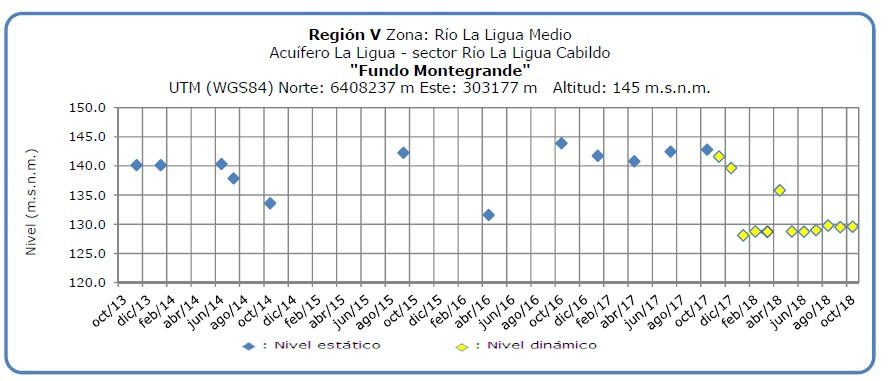 Región V Zona: Río La Ligua Medio
Acuífero La Ligua - sector Río La Ligua Cabildo
"Fundo Montegrande"
UTM (WGS84) Norte: 6408237 m Este: 303177 m   Altitud: 145 m.s.n.m.
Nivel (m.s.n.m.)
150.0
145.0
140.0
135.0
130.0
125.0
120.0
oct/13 dic/13 feb/14 abr/14 jun/14 ago/14 oct/14 dic/14 feb/15 abr/15 jun/15 ago/15 oct/15 dic/15 feb/16 abr/16 jun/16 ago/16 oct/16 dic/16 feb/17 abr/17 jun/17 ago/17 oct/17 dic/17 feb/18 abr/18 jun/18 ago/18 oct/18
: Nivel estático : Nivel dinámico